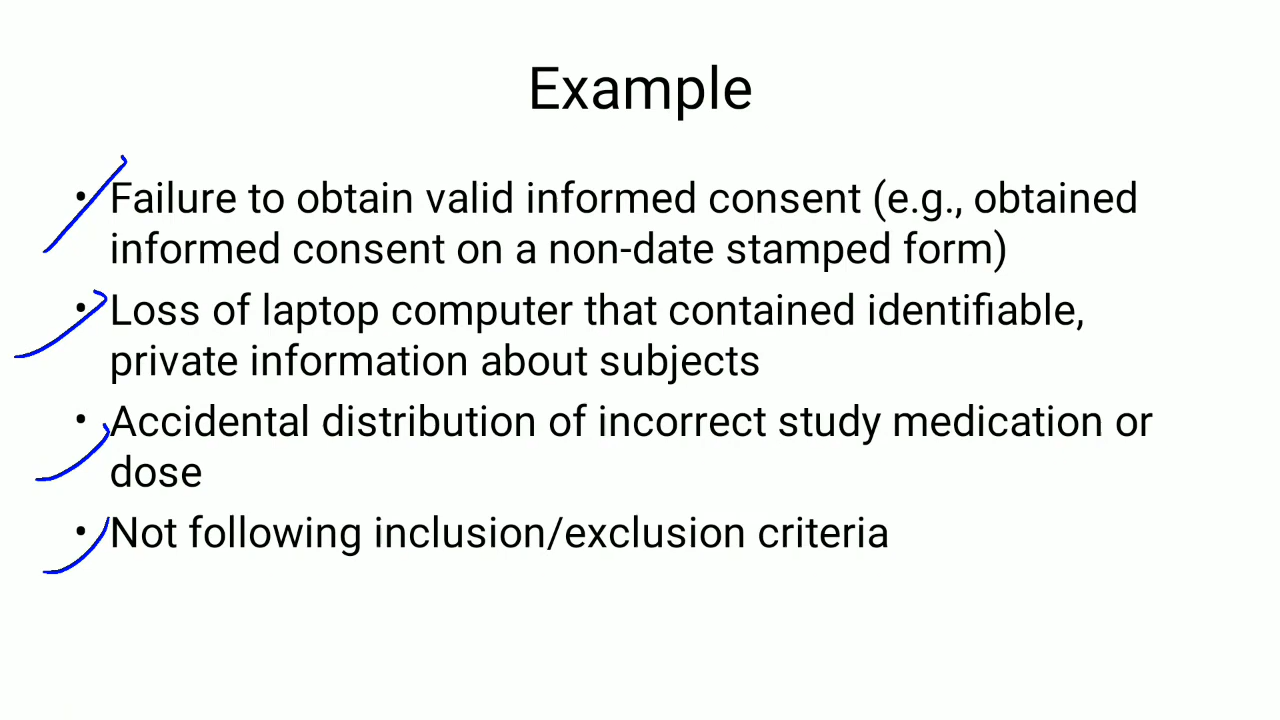 Example
• Failure to obtain valid informed consent (e.g., obtained
informed consent on a non-date stamped form)
• Loss of laptop computer that contained identifiable,
private information about subjects
• Accidental distribution of incorrect study medication or
dose
• Not following inclusion/exclusion criteria